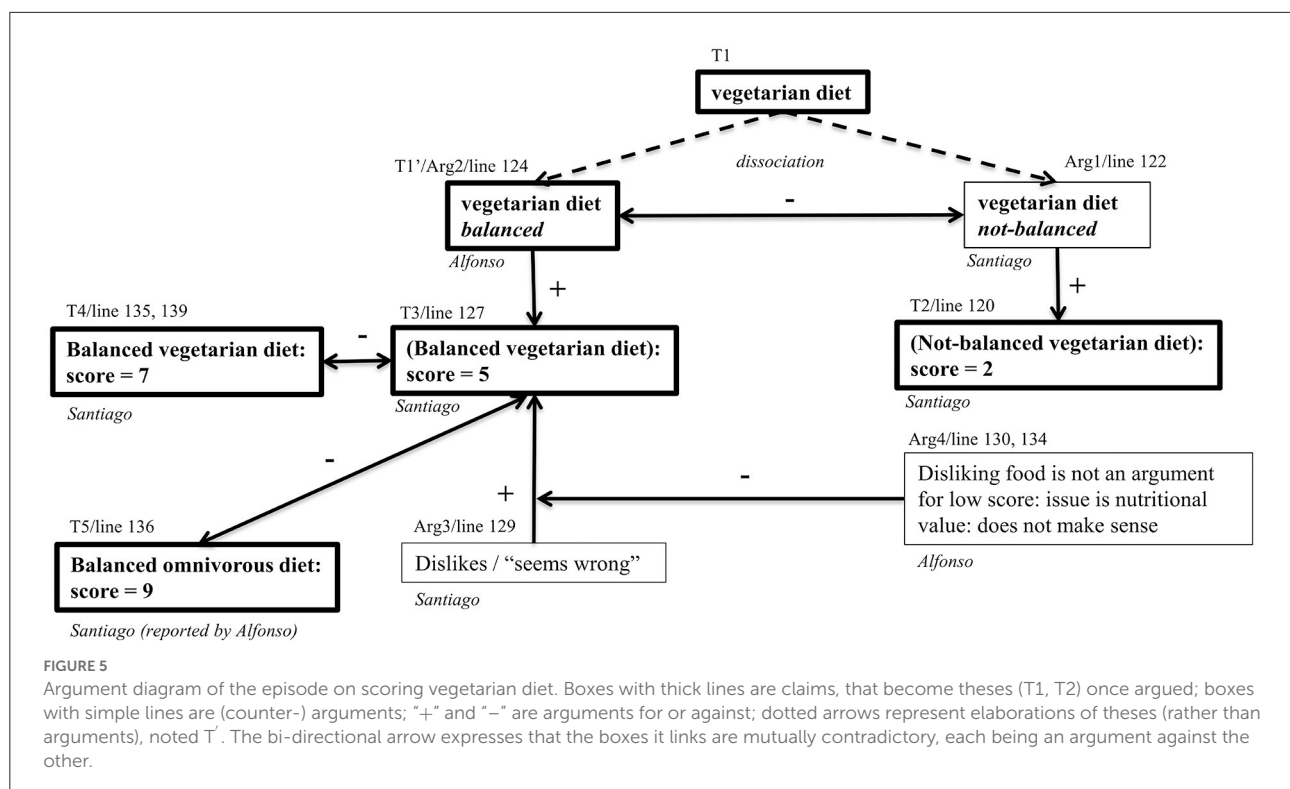 T1
vegetarian diet
dissociation
T1’/Arg2/line 124
Arg1/line 122
vegetarian diet
balanced
-
vegetarian diet
not-balanced
Alfonso
Santiago
+
+
T4/line 135, 139
T3/line 127
T2/line 120
Balanced vegetarian diet:
score = 7
-
(Balanced vegetarian diet):
score = 5
(Not-balanced vegetarian diet):
score = 2
Santiago
Santiago
Santiago
-
+
-
Arg4/line 130, 134
Disliking food is not an argument
for low score: issue is nutritional
value: does not make sense
Alfonso
T5/line 136
Arg3/line 129
Balanced omnivorous diet:
score = 9
Dislikes / “seems wrong”
Santiago
Santiago (reported by Alfonso)
FIGURE 5
Argument diagram of the episode on scoring vegetarian diet. Boxes with thick lines are claims, that become theses (T1, T2) once argued; boxes
with simple lines are (counter-) arguments; “+” and “–” are arguments for or against; dotted arrows represent elaborations of theses (rather than
arguments), noted T′. The bi-directional arrow expresses that the boxes it links are mutually contradictory, each being an argument against the
other.